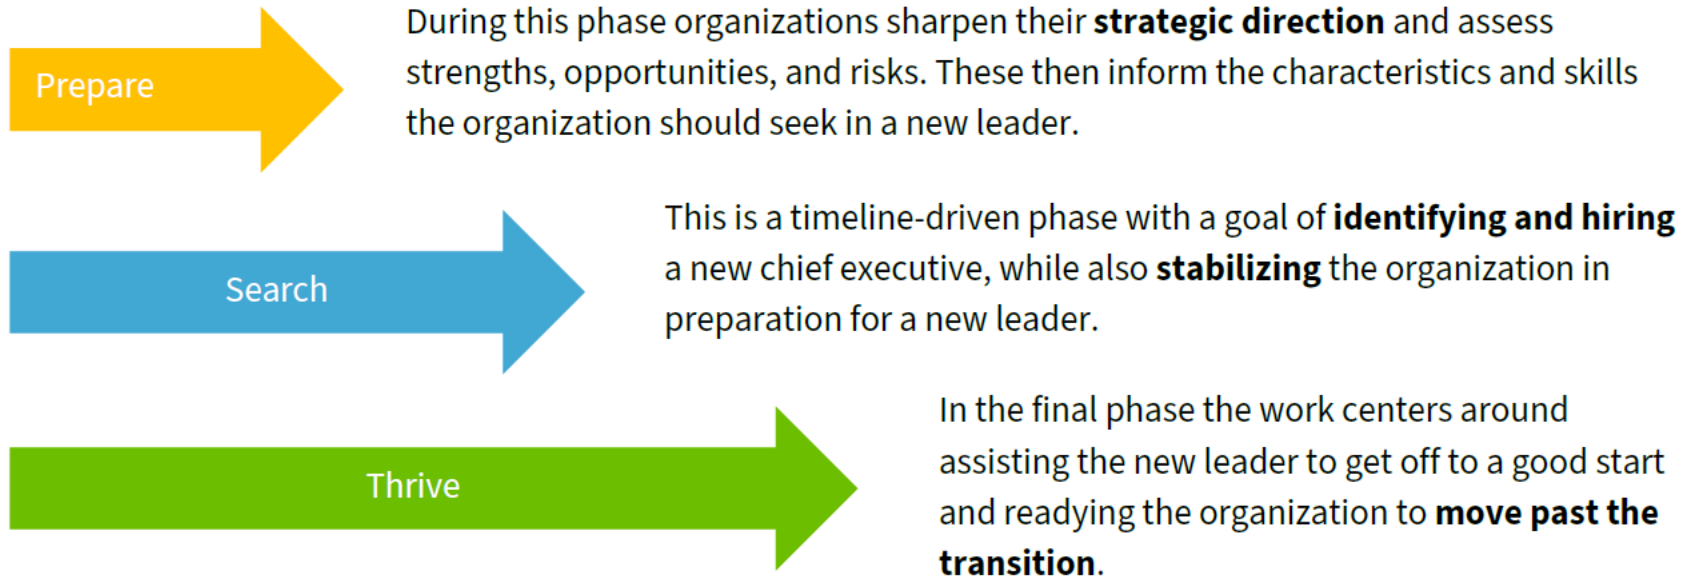 Prepare
During this phase organizations sharpen their strategic direction and assess
strengths, opportunities, and risks. These then inform the characteristics and skills
the organization should seek in a new leader.
Search
This is a timeline-driven phase with a goal of identifying and hiring
a new chief executive, while also stabilizing the organization in
preparation for a new leader.
Thrive
In the final phase the work centers around
assisting the new leader to get off to a good start
and readying the organization to move past the
transition.